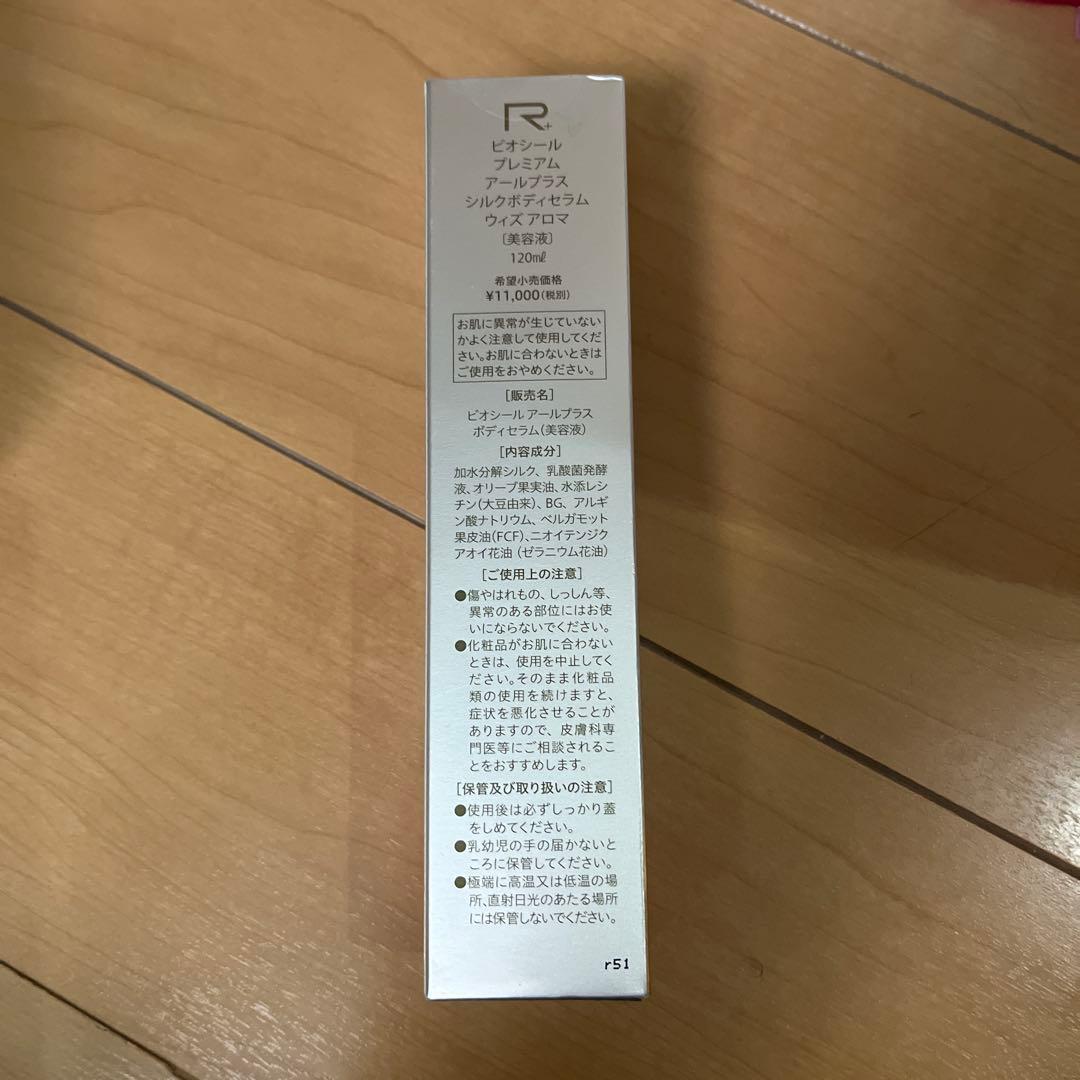 R+
ビオシール
プレミアム
アールプラス
シルクボディセラム
ウィズ アロマ
[美容液]
120㎖
希望小売価格
¥11,000(税別)
お肌に異常が生じていない
かよく注意して使用してくだ
さい。お肌に合わないときは
ご使用をおやめください。
[販売名]
ビオシール アールプラス
ボディセラム(美容液)
[内容成分]
加水分解シルク、乳酸菌発酵
液、オリーブ果実油、水添レシ
チン(大豆由来)、BG、アルギ
ン酸ナトリウム、ベルガモット
果皮油(FCF)、ニオイテンジク
アオイ花油(ゼラニウム花油)
[ご使用上の注意]
●傷やはれもの、しっしん等、
異常のある部位にはお使
いにならないでください。
●化粧品がお肌に合わない
ときは、使用を中止してく
ださい。そのまま化粧品
類の使用を続けますと、
症状を悪化させることが
ありますので、皮膚科専
門医等にご相談されるこ
とをおすすめします。
[保管及び取り扱いの注意]
●使用後は必ずしっかり蓋
をしめてください。
●乳幼児の手の届かないと
ころに保管してください。
●極端に高温又は低温の場
所、直射日光のあたる場所
には保管しないでください。
r51